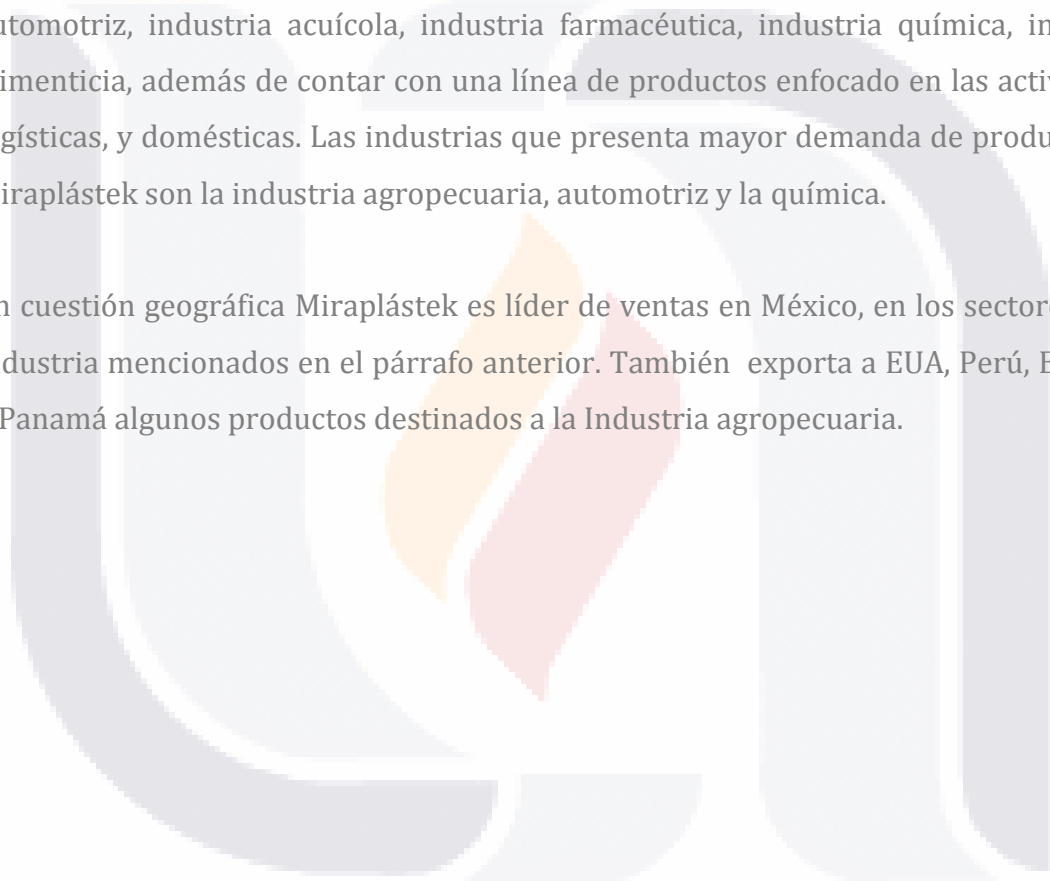 utomotriz, industria acuícola, industria farmacéutica, industria química, in
imenticia, además de contar con una línea de productos enfocado en las activ
gísticas, y domésticas. Las industrias que presenta mayor demanda de produ
iraplástek son la industria agropecuaria, automotriz y la química.
n cuestión geográfica Miraplástek es líder de ventas en México, en los sector
dustria mencionados en el párrafo anterior. También exporta a EUA, Perú, E
Panamá algunos productos destinados a la Industria agropecuaria.